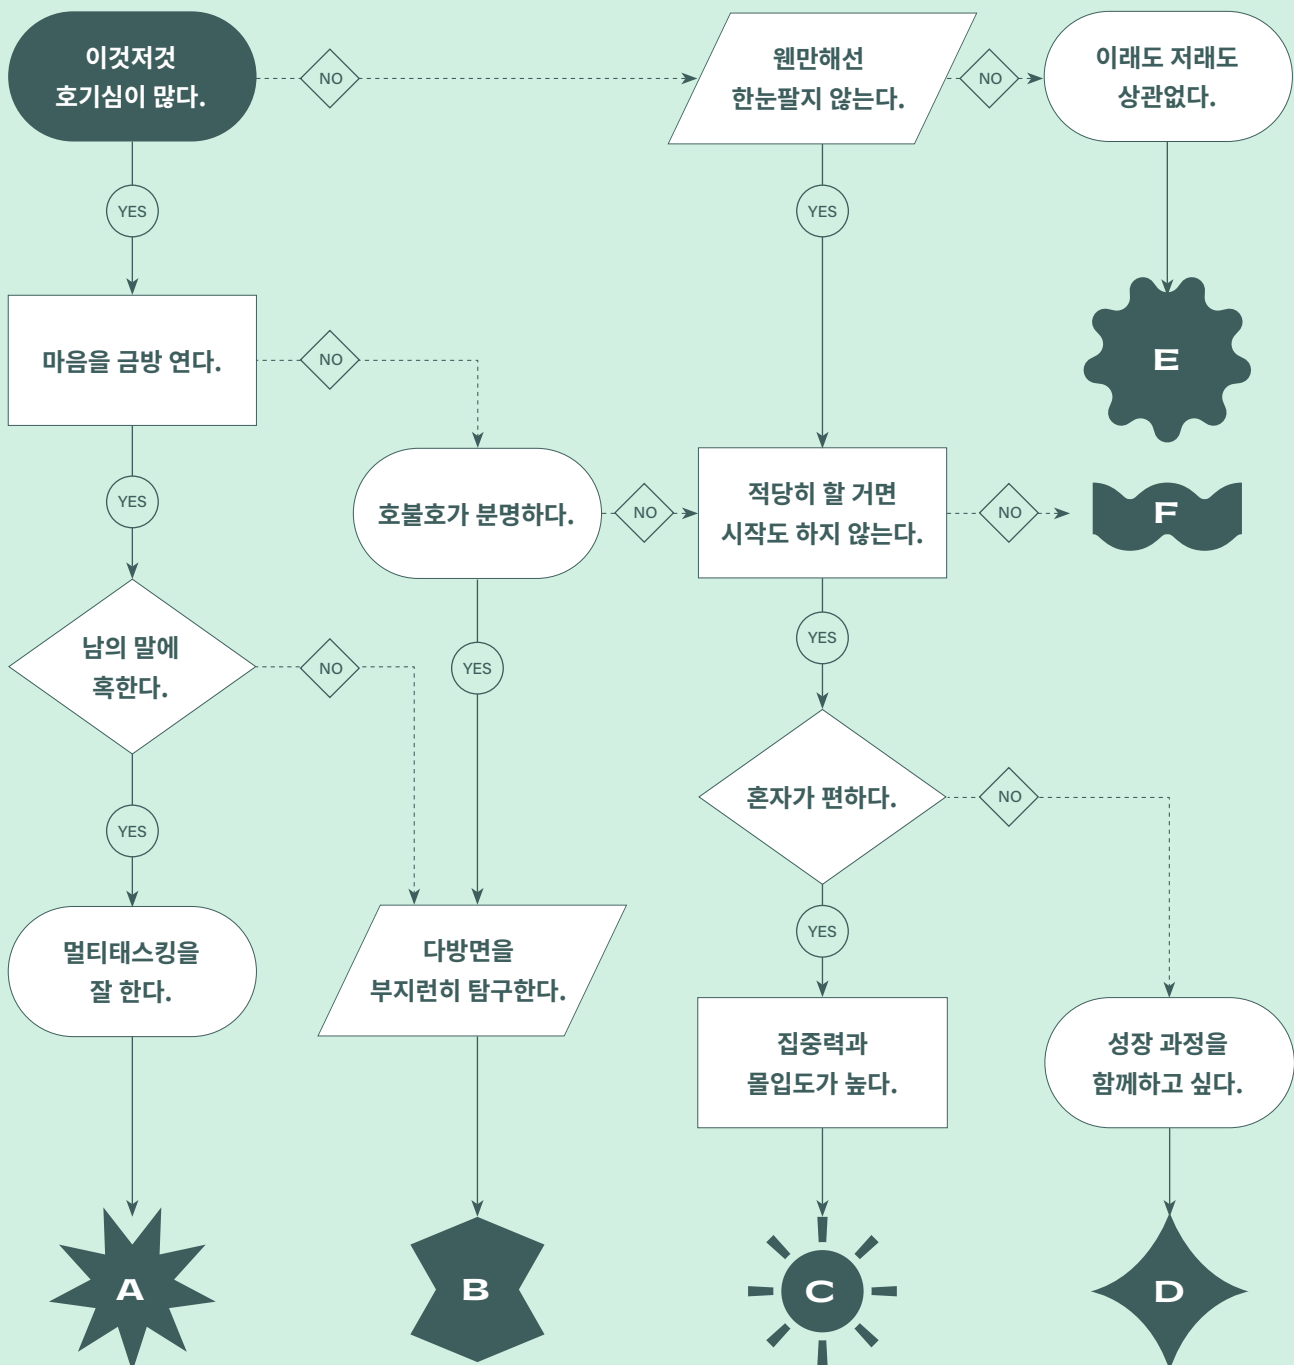 이것저것
호기심이 많다.
NO
웬만해선
한눈팔지 않는다.
NO
이래도 저래도
상관없다.
YES
YES
마음을 금방 연다.
NO
E
YES
호불호가 분명하다.
NO
적당히 할 거면
시작도 하지 않는다.
NO
F
남의 말에
혹한다.
NO
YES
YES
혼자가 편하다.
NO
YES
YES
멀티태스킹을
잘 한다.
다방면을
부지런히 탐구한다.
집중력과
몰입도가 높다.
성장 과정을
함께하고 싶다.
A
B
C
D